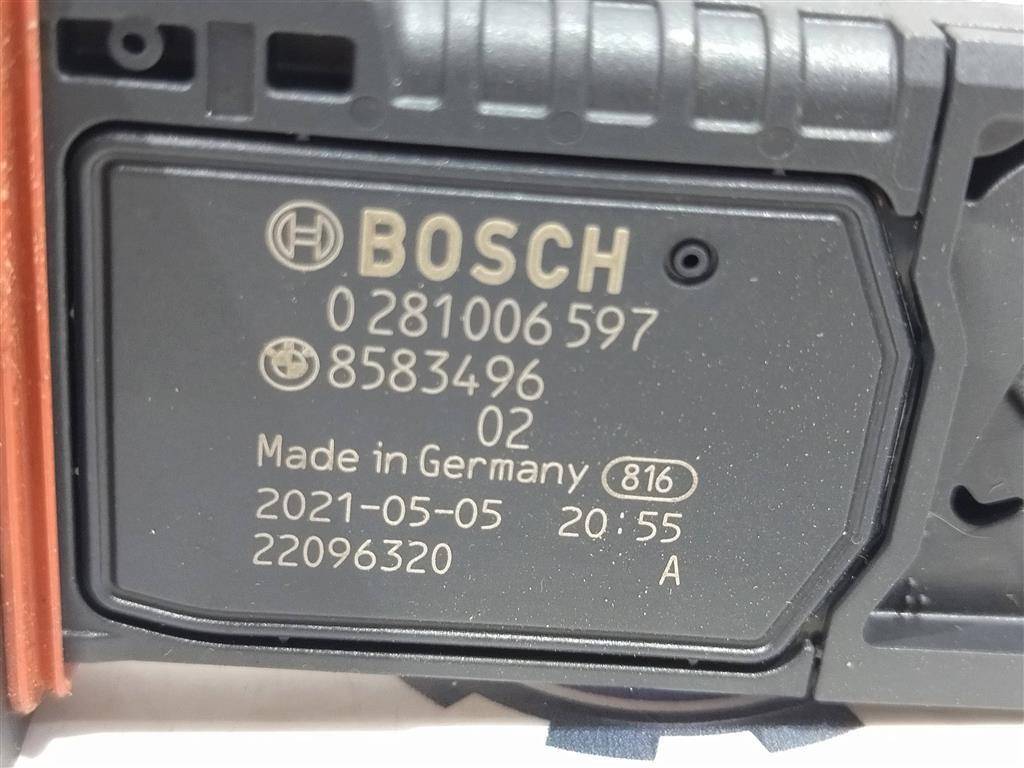 BOSCH
0 281 006 597
8583496
02
Made in Germany 816
2021-05-05 20:55
22096320 A